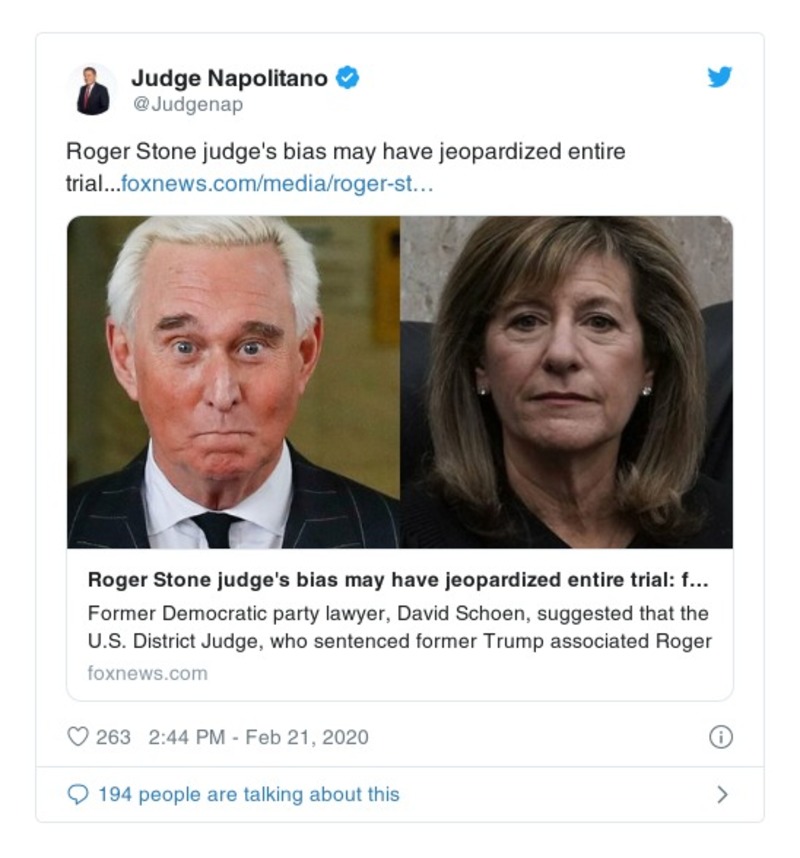 Judge Napolitano
@Judgenap
Roger Stone judge's bias may have jeopardized entire
trial...foxnews.com/media/roger-st…
Roger Stone judge's bias may have jeopardized entire trial: f...
Former Democratic party lawyer, David Schoen, suggested that the
U.S. District Judge, who sentenced former Trump associated Roger
foxnews.com
263 2:44 PM - Feb 21, 2020
194 people are talking about this